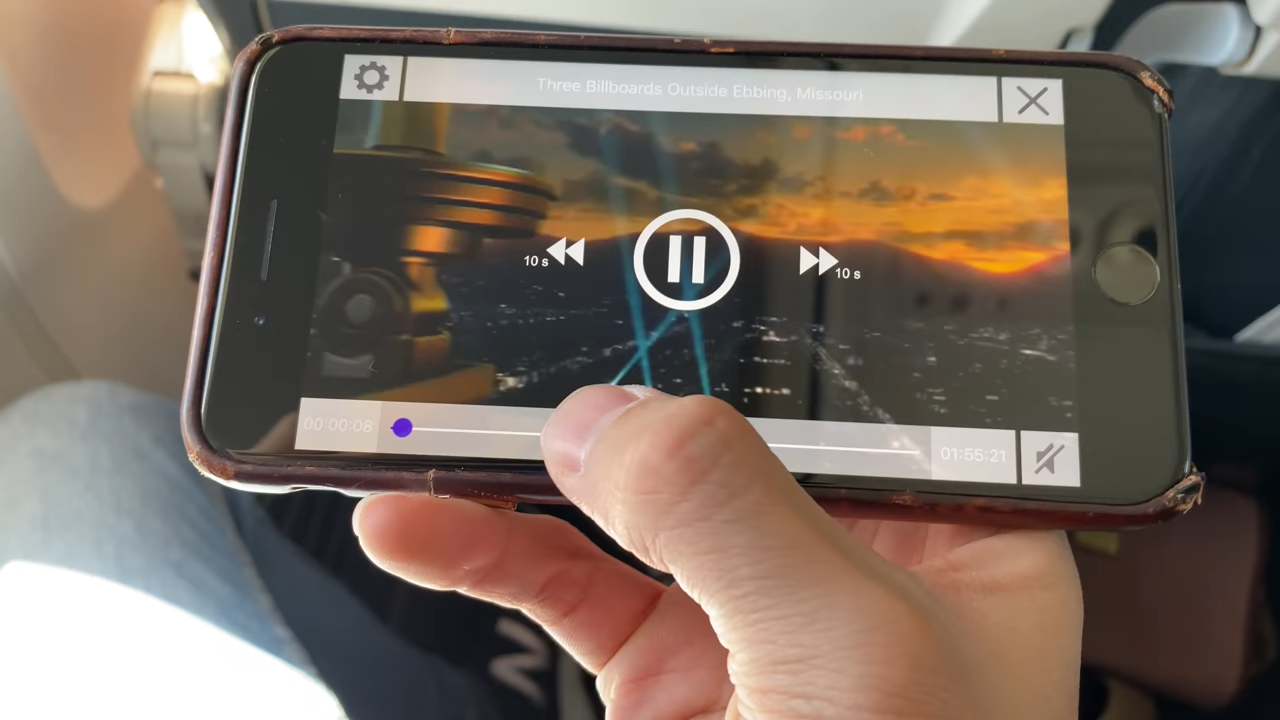 Three Billboards Outside Ebbing, Missouri
10 s
10 s
00:00:08
01:55:21
N